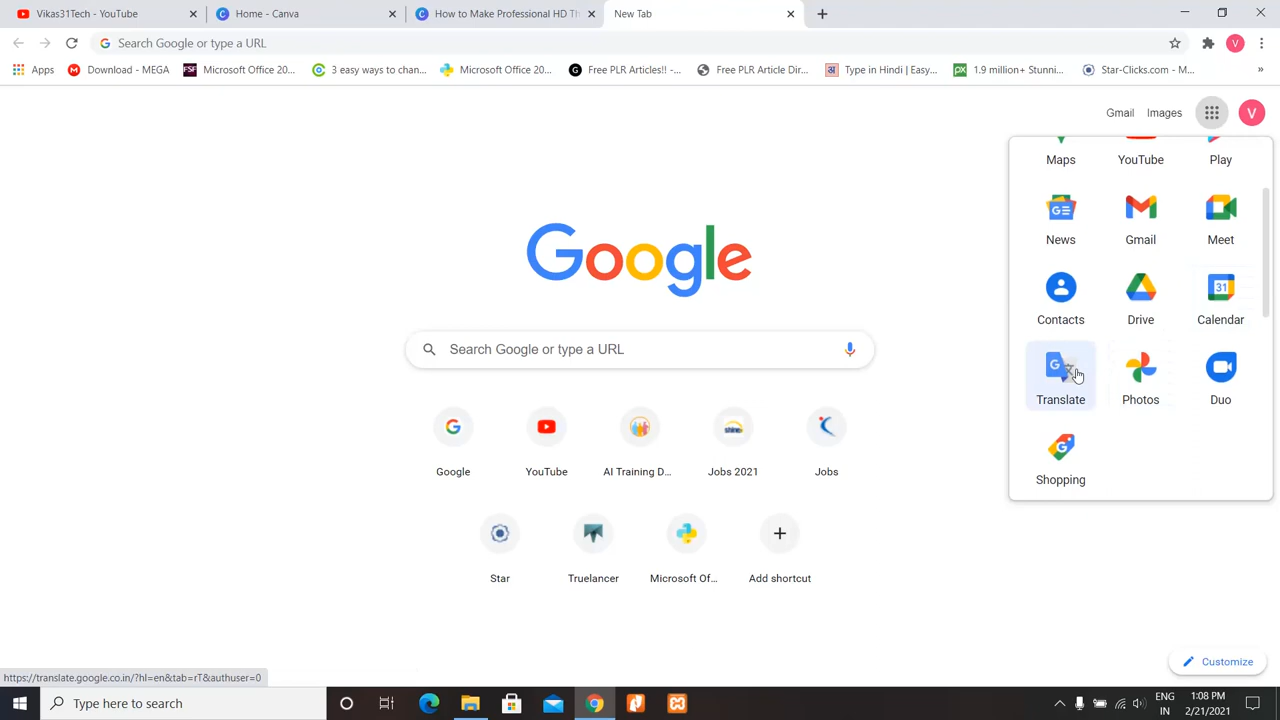 Vikas31Tech - YouTube
Home - Canva
How to Make Professional HD Th
New Tab
Search Google or type a URL
V
Apps
Download - MEGA
Microsoft Office 20...
3 easy ways to chan...
Microsoft Office 20...
Free PLR Articles!! -...
Free PLR Article Dir...
Type in Hindi | Easy...
1.9 million+ Stunni...
Star-Clicks.com - M...
»
Gmail
Images
V
Maps
YouTube
Play
News
Gmail
Meet
Contacts
Drive
31
Calendar
Translate
Photos
Duo
Shopping
Google
Search Google or type a URL
Google
YouTube
AI Training D...
Jobs 2021
Jobs
Star
Truelancer
Microsoft Of...
Add shortcut
Customize
https://translate.google.co.in/?hl=en&tab=rT&authuser=0
Type here to search
ENG
IN
1:08 PM
2/21/2021